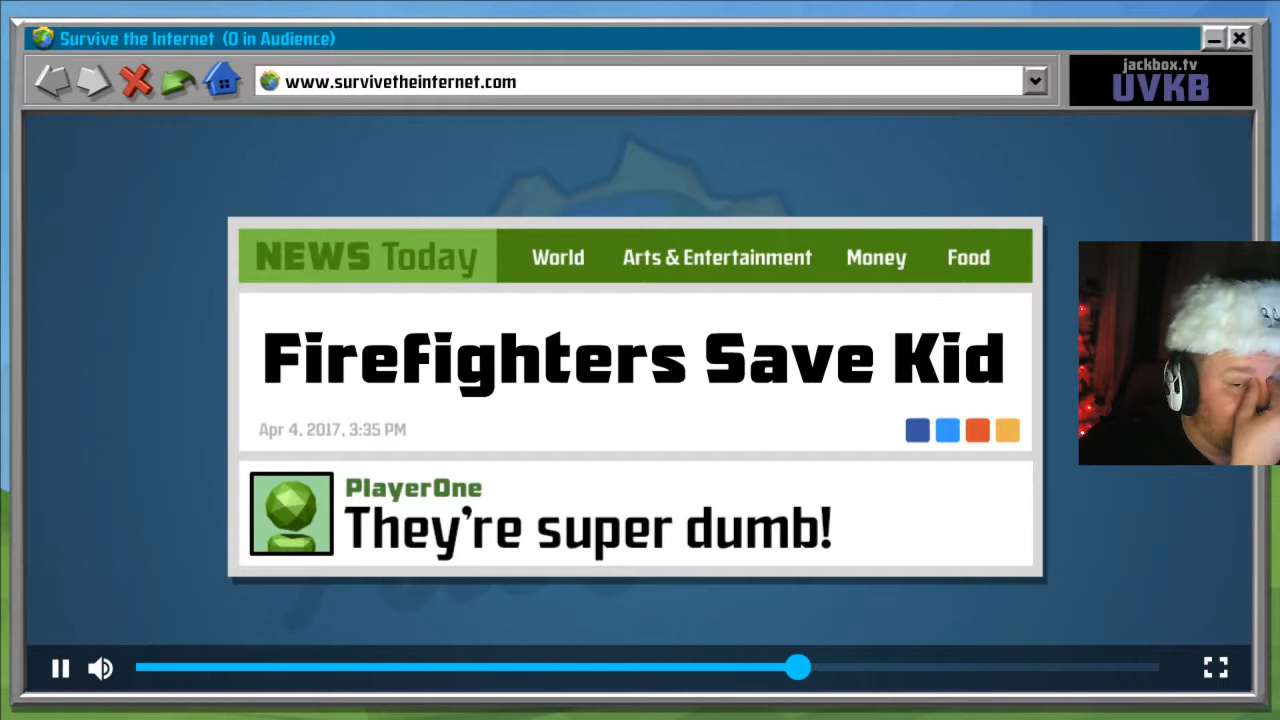 Survive the Internet (0 in Audience)
www.survivetheinternet.com
jackbox.tv
UVKB
NEWS Today World Arts & Entertainment Money Food
Firefighters Save Kid
Apr 4, 2017, 3:35 PM
PlayerOne
They're super dumb!